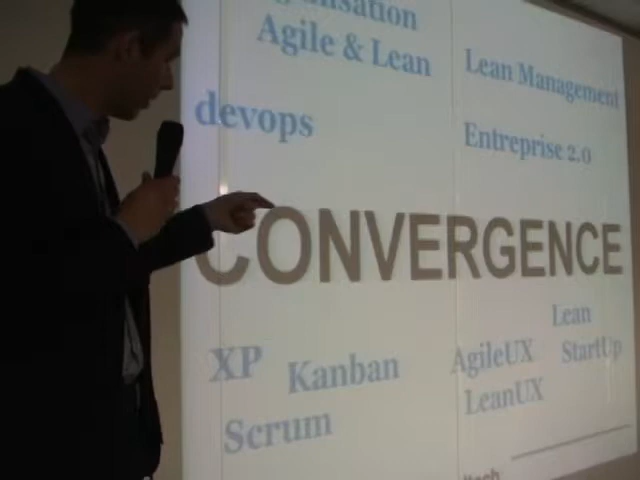 Agile & Lean
Lean Management
devops
Entreprise 2.0
CONVERGENCE
Lean
StartUp
XP
Kanban
AgileUX
LeanUX
Scrum